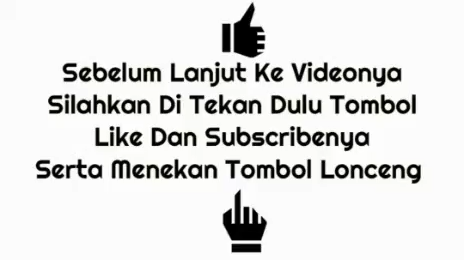 Sebelum Lanjut Ke Videonya
Silahkan Di Tekan Dulu Tombol
Like Dan Subscribenya
Serta Menekan Tombol Lonceng